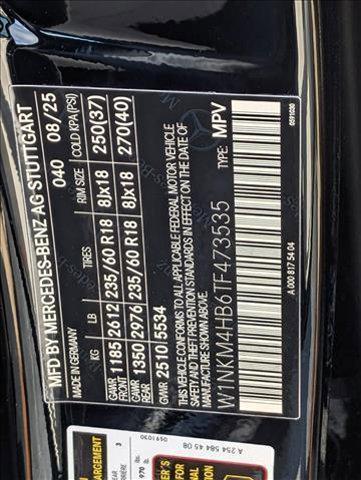 MFD BY MERCEDES-BENZ AG STUTTGART
MADE IN GERMANY 040 08/25
KG LB TIRES RIM SIZE COLD KPA(PSI)
GAWR FRONT 1185 2612 235/60 R18 8Jx18 250(37)
GAWR REAR 1350 2976 235/60 R18 8Jx18 270(40)
GVWR 2510 5534
THIS VEHICLE CONFORMS TO ALL APPLICABLE FEDERAL MOTOR VEHICLE
SAFETY AND THEFT PREVENTION STANDARDS IN EFFECT ON THE DATE OF
MANUFACTURE SHOWN ABOVE.
W1NKM4HB6TF473535 TYPE: MPV
A 000 817 54 04 0591030
0591030 A 254 584 45 08
ARGEMENT
3